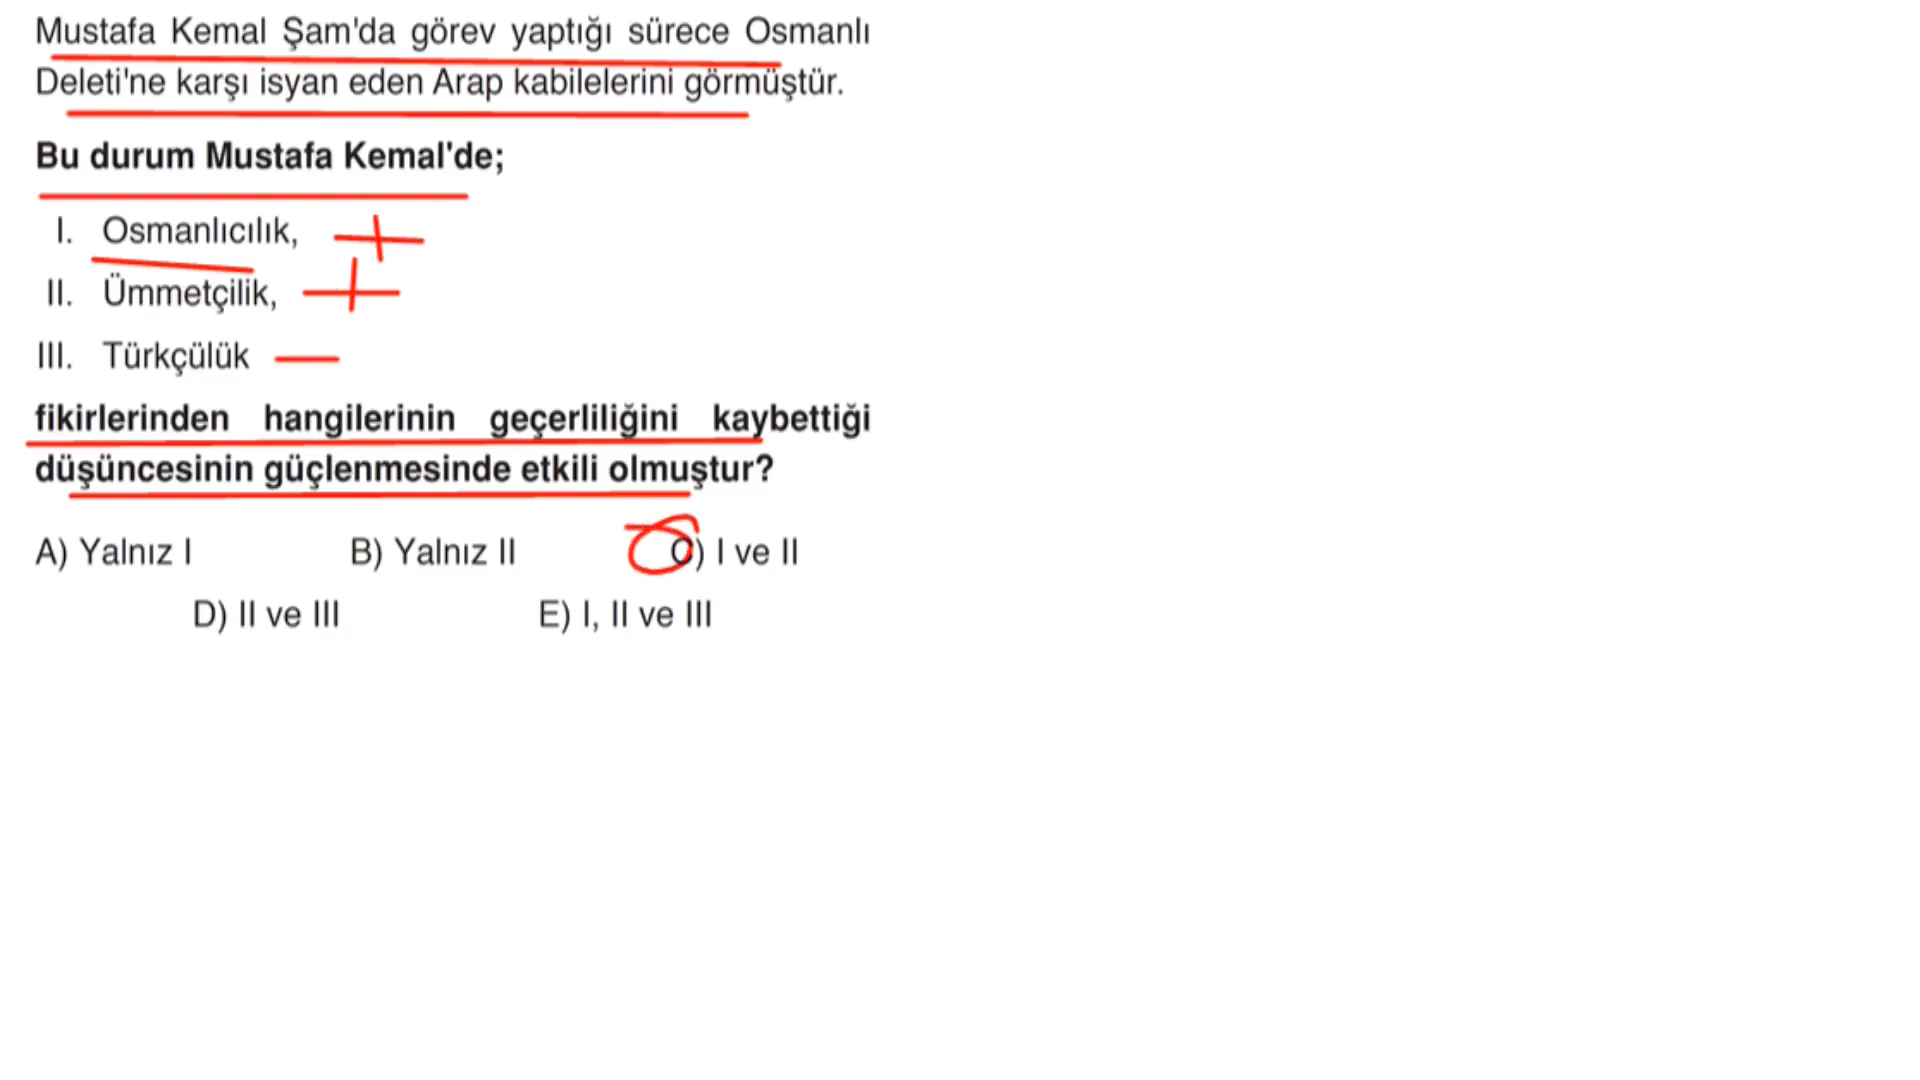 Mustafa Kemal Şam'da görev yaptığı sürece Osmanlı
Deleti'ne karşı isyan eden Arap kabilelerini görmüştür.
Bu durum Mustafa Kemal'de;
I. Osmanlıcılık,
II. Ümmetçilik,
III. Türkçülük
fikirlerinden hangilerinin geçerliliğini kaybettiği
düşüncesinin güçlenmesinde etkili olmuştur?
A) Yalnız I B) Yalnız II C) I ve II
D) II ve III E) I, II ve III